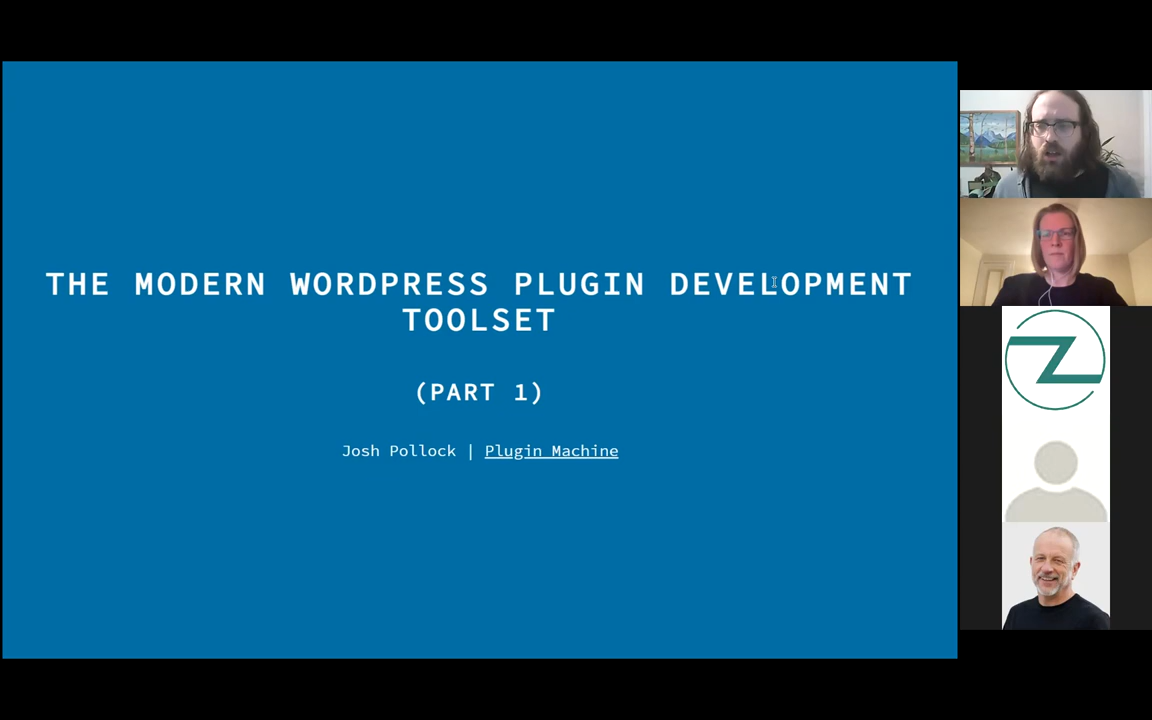 THE MODERN WORDPRESS PLUGIN DEVELOPMENT
TOOLSET
(PART 1)
Josh Pollock | Plugin Machine
Z